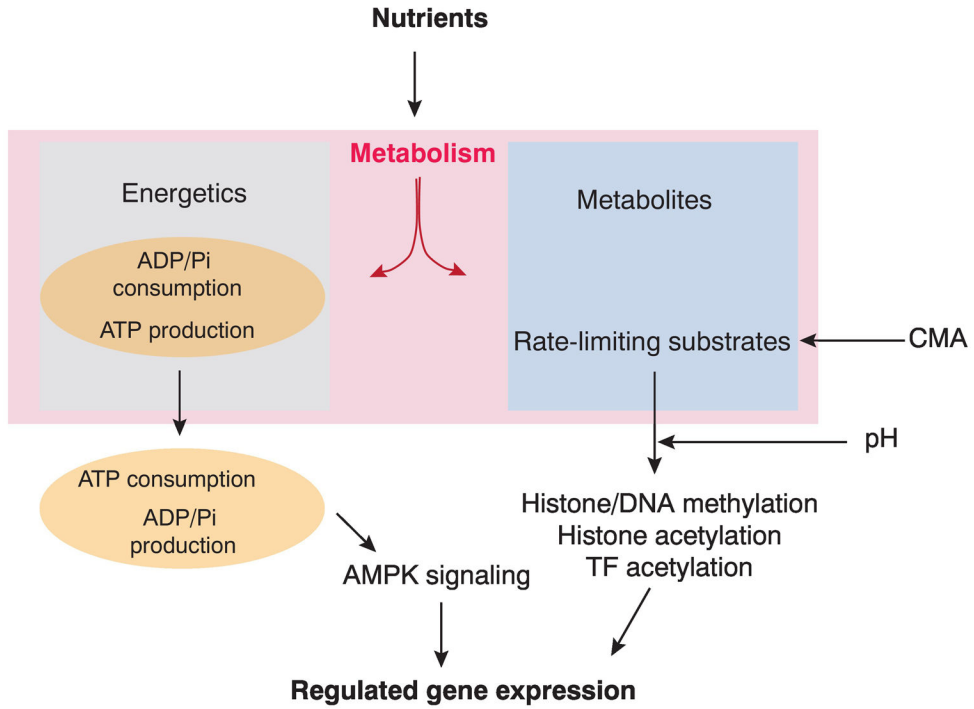 Nutrients
Metabolism
Energetics
ADP/Pi
consumption
ATP production
Metabolites
Rate-limiting substrates
CMA
pH
ATP consumption
ADP/Pi
production
AMPK signaling
Histone/DNA methylation
Histone acetylation
TF acetylation
Regulated gene expression